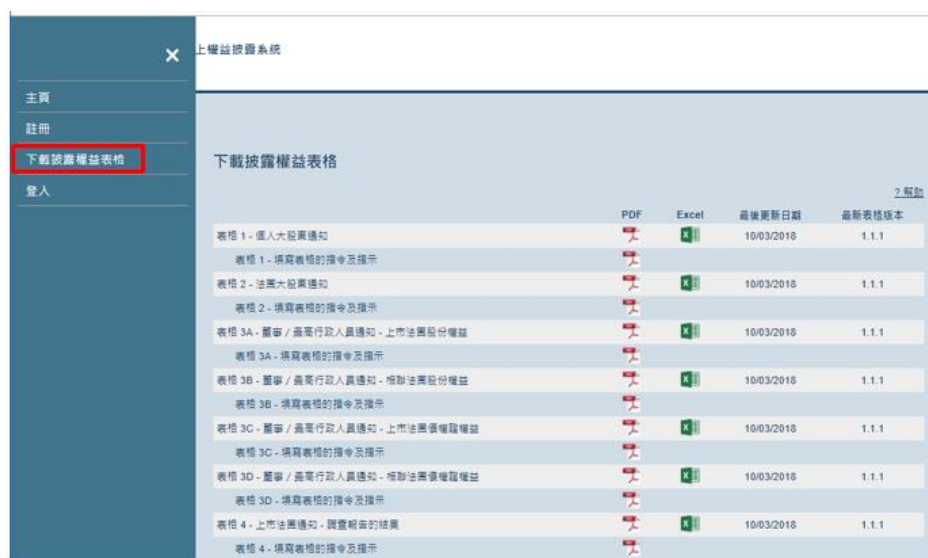 ×
上權益披露系統
主頁
註冊
下載披露權益表格
登入
下載披露權益表格
?幫助
PDF Excel 最後更新日期 最新表格版本
表格 1 - 個人大股東通知 10/03/2018 1.1.1
表格 1 - 填寫表格的指令及指示
表格 2 - 法團大股東通知 10/03/2018 1.1.1
表格 2 - 填寫表格的指令及指示
表格 3A - 董事 / 最高行政人員通知 - 上市法團股份權益 10/03/2018 1.1.1
表格 3A - 填寫表格的指令及指示
表格 3B - 董事 / 最高行政人員通知 - 相聯法團股份權益 10/03/2018 1.1.1
表格 3B - 填寫表格的指令及指示
表格 3C - 董事 / 最高行政人員通知 - 上市法團債權證權益 10/03/2018 1.1.1
表格 3C - 填寫表格的指令及指示
表格 3D - 董事 / 最高行政人員通知 - 相聯法團債權證權益 10/03/2018 1.1.1
表格 3D - 填寫表格的指令及指示
表格 4 - 上市法團通知 - 調查報告的結果 10/03/2018 1.1.1
表格 4 - 填寫表格的指令及指示